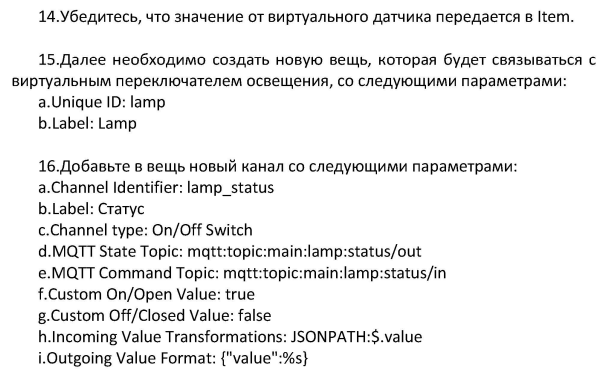 14.Убедитесь, что значение от виртуального датчика передается в Item.
15.Далее необходимо создать новую вещь, которая будет связываться с
виртуальным переключателем освещения, со следующими параметрами:
a.Unique ID: lamp
b.Label: Lamp
16.Добавьте в вещь новый канал со следующими параметрами:
a.Channel Identifier: lamp_status
b.Label: Статус
c.Channel type: On/Off Switch
d.MQTT State Topic: mqtt:topic:main:lamp:status/out
e.MQTT Command Topic: mqtt:topic:main:lamp:status/in
f.Custom On/Open Value: true
g.Custom Off/Closed Value: false
h.Incoming Value Transformations: JSONPATH:$.value
i.Outgoing Value Format: {"value":%s}